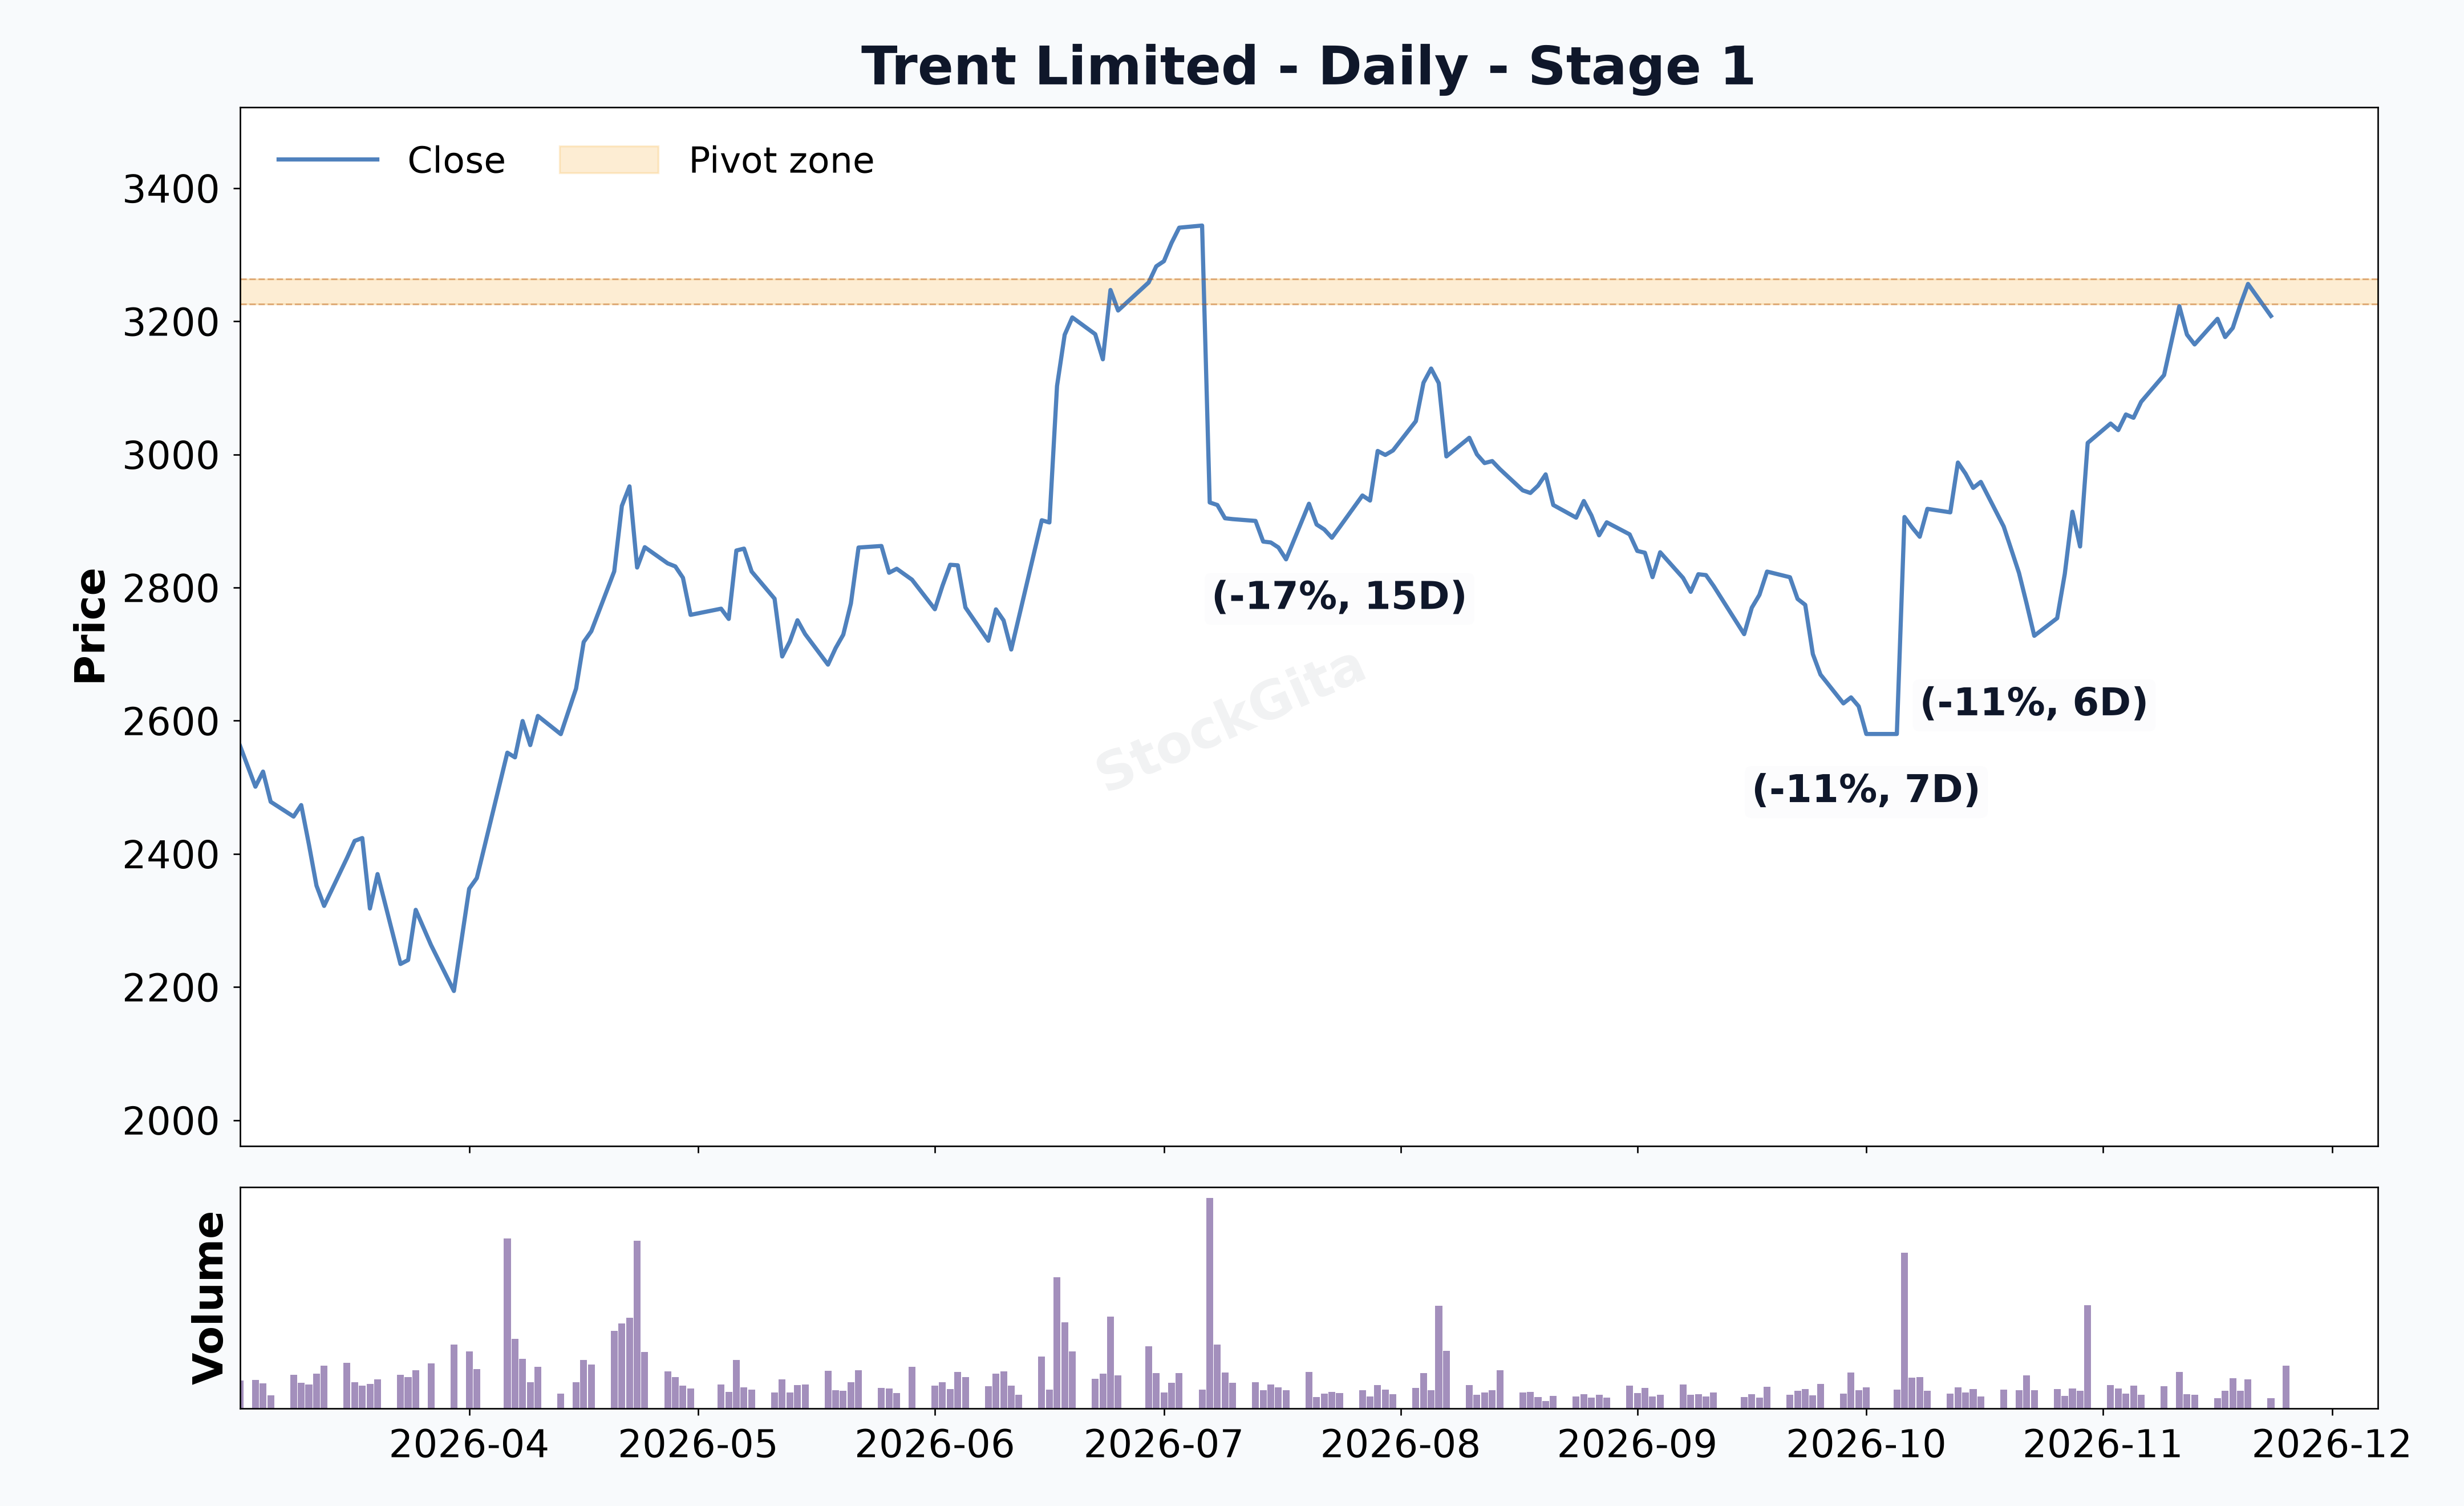 Trent Limited - Daily - Stage 1
Close
Pivot zone
3400
3200
3000
2800
2600
2400
2200
2000
Price
(-17%, 15D)
(-11%, 6D)
(-11%, 7D)
StockGita
Volume
2026-04
2026-05
2026-06
2026-07
2026-08
2026-09
2026-10
2026-11
2026-12